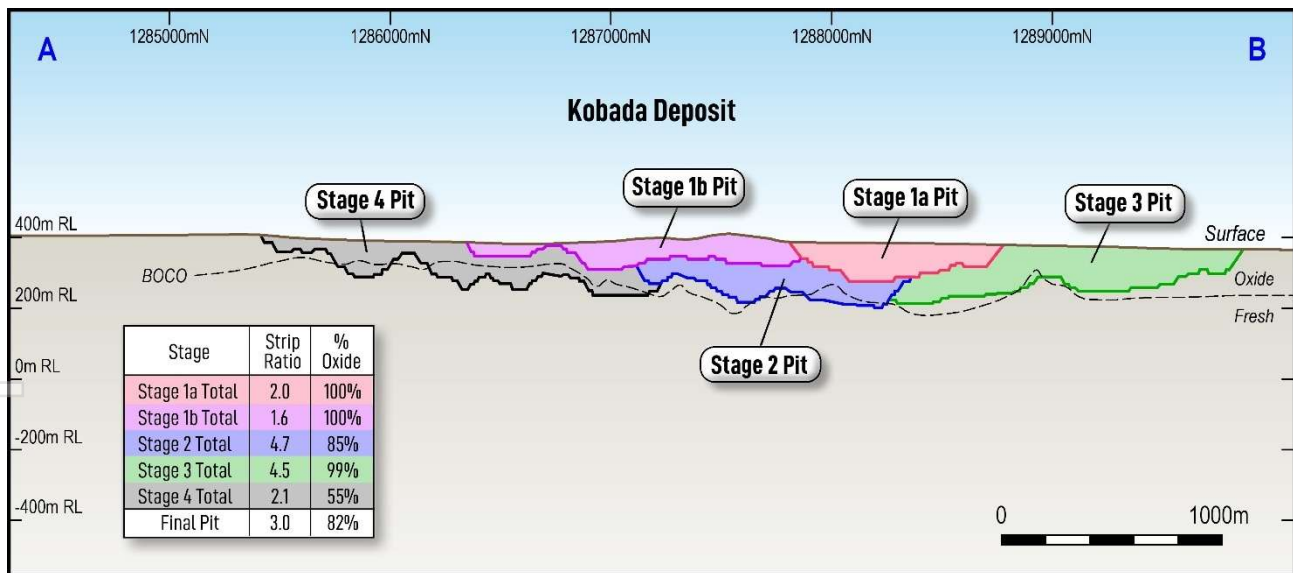 1285000mN 1286000mN 1287000mN 1288000mN 1289000mN
A B
Kobada Deposit
Stage 4 Pit
Stage 1b Pit
Stage 1a Pit
Stage 3 Pit
400m RL
Surface
BOCO
Oxide
200m RL
Fresh
Stage 2 Pit
0m RL
-200m RL
-400m RL
Stage Strip Ratio % Oxide
Stage 1a Total 2.0 100%
Stage 1b Total 1.6 100%
Stage 2 Total 4.7 85%
Stage 3 Total 4.5 99%
Stage 4 Total 2.1 55%
Final Pit 3.0 82%
0 1000m